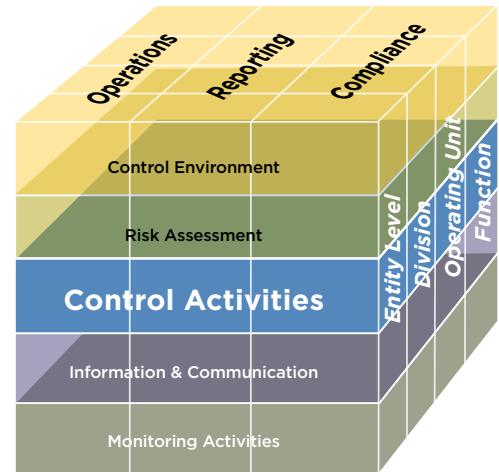 Operations
Reporting
Compliance
Control Environment
Risk Assessment
Control Activities
Information & Communication
Monitoring Activities
Entity Level
Division
Operating Unit
Function